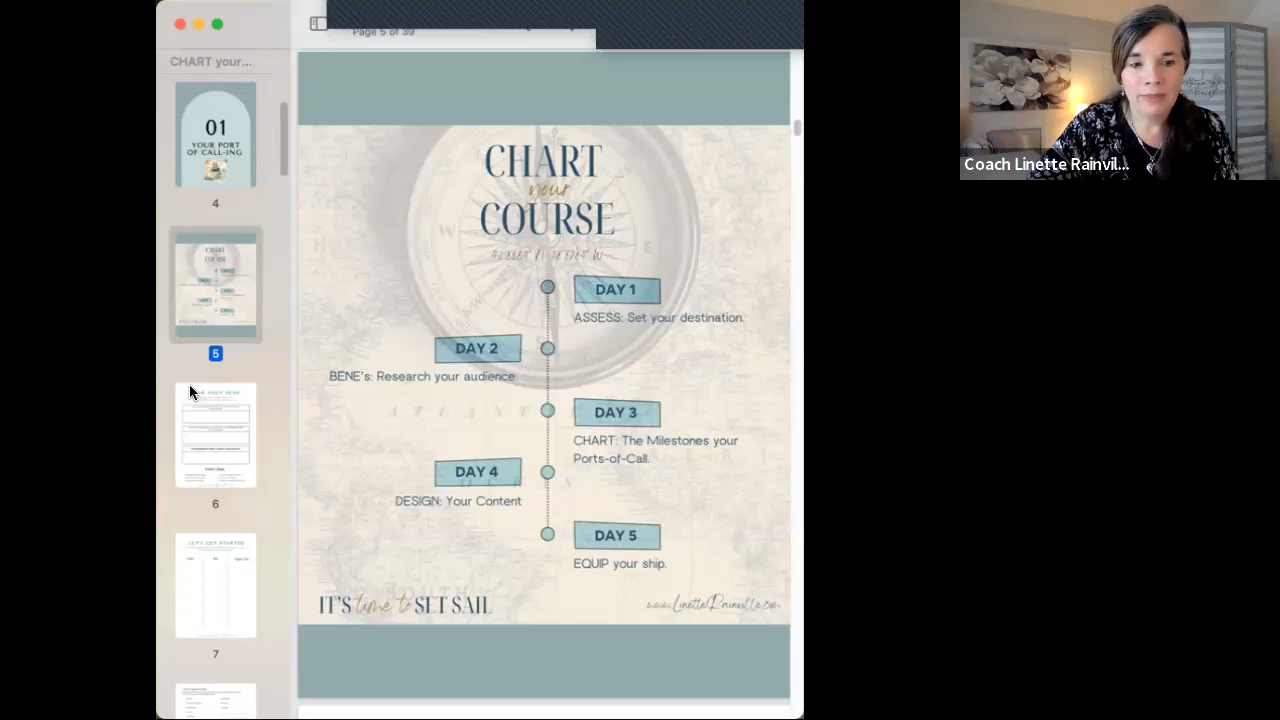 Page 5 of 39
CHART your...
01
YOUR PORT
OF CALL-ING
4
5
6
LET'S GET STARTED
7
CHART
your
COURSE
W
E
DAY 1
ASSESS: Set your destination.
DAY 2
BENE's: Research your audience
DAY 3
CHART: The Milestones your
Ports-of-Call.
DAY 4
DESIGN: Your Content
DAY 5
EQUIP your ship.
IT'S time to SET SAIL
www.LinetteRainville.com
Coach Linette Rainvil...